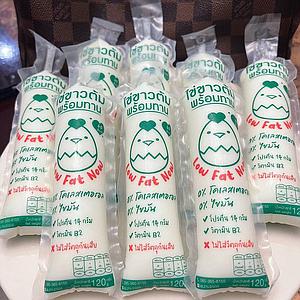 ไข่ขาวต้ม
พร้อมทาน
Low Fat Now
0% โคเลสเตอรอล
0% ไขมัน
✓ โปรตีน 14 กรัม
✓ วิตามิน B2
✗ ไม่ใส่วัตถุกันเสีย
120